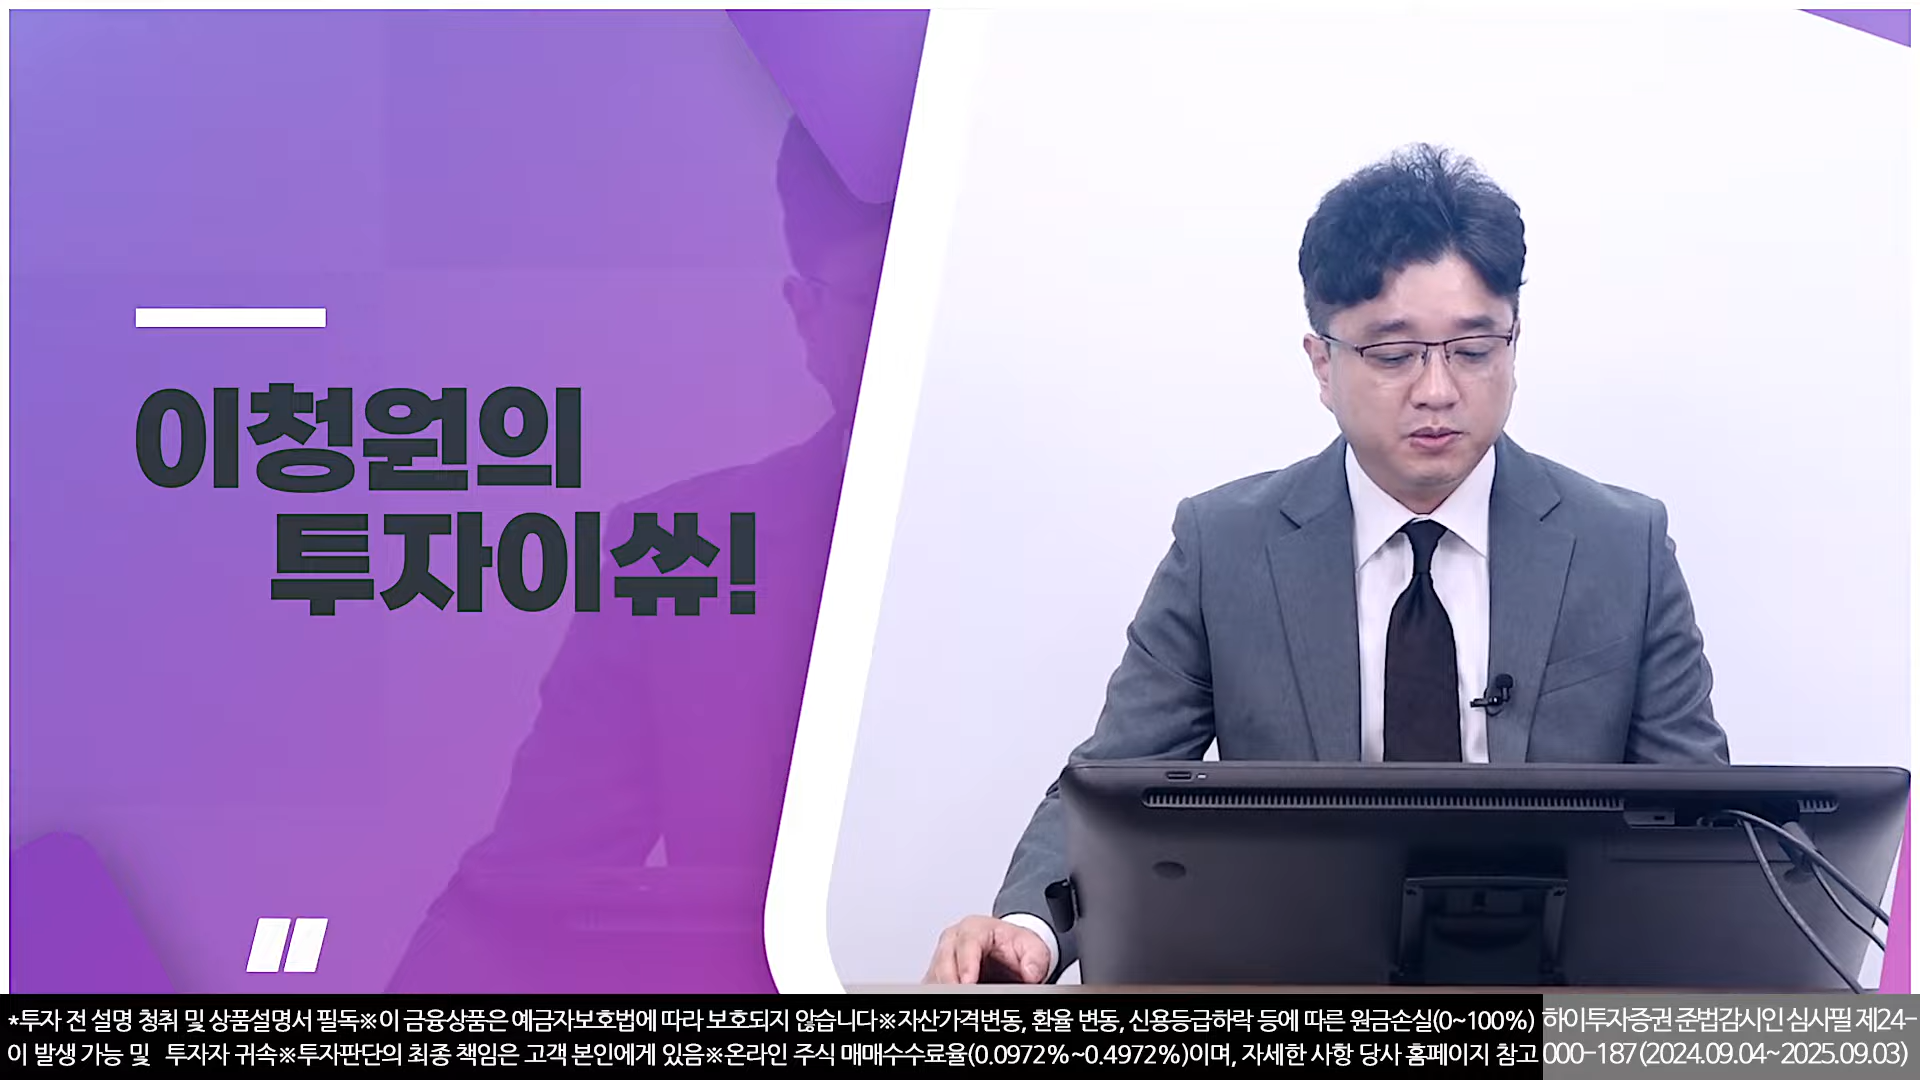 이청원의
투자이슈!
*투자 전 설명 청취 및 상품설명서 필독※이 금융상품은 예금자보호법에 따라 보호되지 않습니다※자산가격변동, 환율 변동, 신용등급하락 등에 따른 원금손실(0~100%)
이 발생 가능 및 투자자 귀속※투자판단의 최종 책임은 고객 본인에게 있음※온라인 주식 매매수수료율(0.0972%~0.4972%)이며, 자세한 사항 당사 홈페이지 참고
하이투자증권 준법감시인 심사필 제24-
000-187(2024.09.04~2025.09.03)